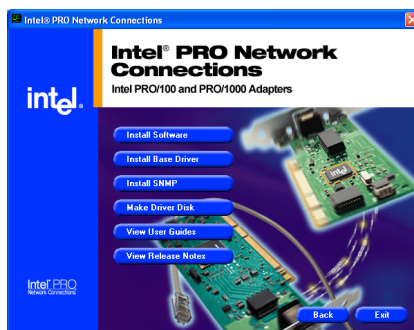 Intel® PRO Network Connections
Intel® PRO Network
Connections
Intel PRO/100 and PRO/1000 Adapters
intel®
Install Software
Install Base Driver
Install SNMP
Make Driver Disk
View User Guides
View Release Notes
intel
Intel® PRO
Network Connections
Back
Exit